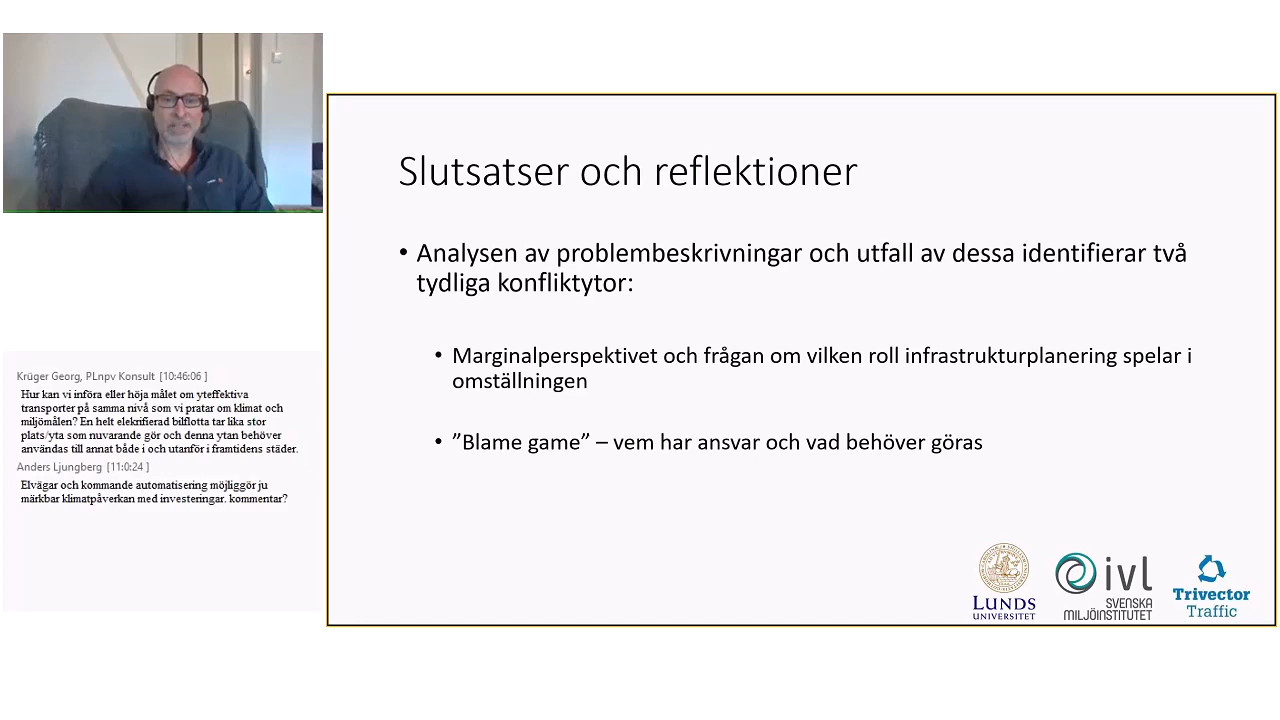 Slutsatser och reflektioner
• Analysen av problembeskrivningar och utfall av dessa identifierar två
tydliga konfliktytor:
• Marginalperspektivet och frågan om vilken roll infrastrukturplanering spelar i
omställningen
• ”Blame game” – vem har ansvar och vad behöver göras
LUNDS
UNIVERSITET
ivl
SVENSKA
MILJÖINSTITUTET
Trivector
Traffic
Krüger Georg, PLnpv Konsult [10:46:06 ]
Hur kan vi införa eller höja målet om yteffektiva
transporter på samma nivå som vi pratar om klimat och
miljömålen? En helt elekrifierad bilflotta tar lika stor
plats/yta som nuvarande gör och denna ytan behöver
användas till annat både i och utanför i framtidens städer.
Anders Ljungberg [11:0:24 ]
Elvägar och kommande automatisering möjliggör ju
märkbar klimatpåverkan med investeringar. kommentar?